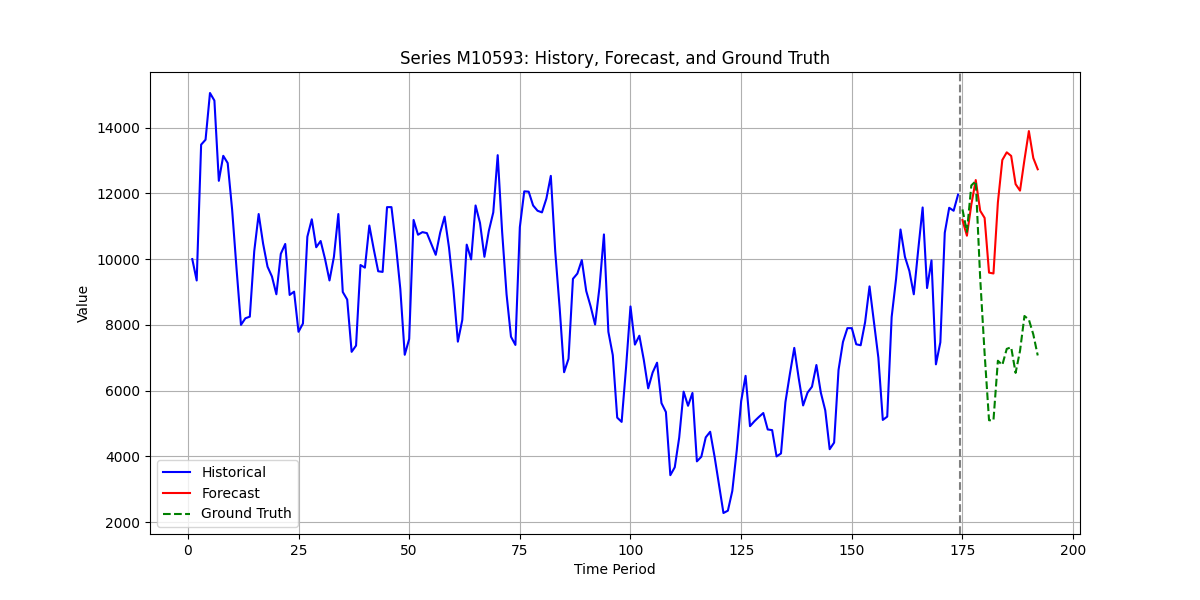 Series M10593: History, Forecast, and Ground Truth
14000
12000
10000
8000
6000
4000
2000
Value
Historical
Forecast
Ground Truth
0 25 50 75 100 125 150 175 200
Time Period